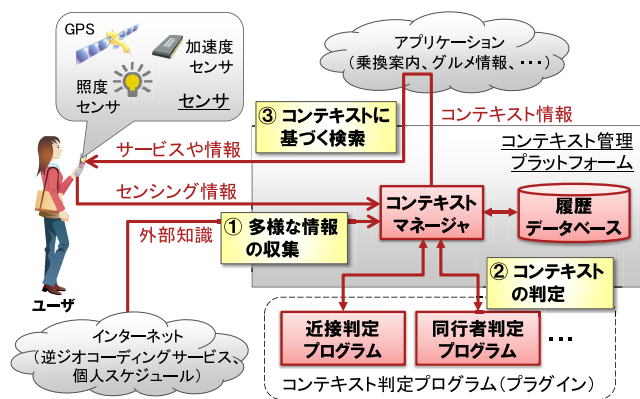 GPS
加速度
センサ
照度
センサ
センサ
アプリケーション
(乗換案内、グルメ情報、・・・)
③ コンテキストに
基づく検索
コンテキスト情報
コンテキスト管理
プラットフォーム
サービスや情報
センシング情報
外部知識
① 多様な情報
の収集
コンテキスト
マネージャ
履歴
データベース
② コンテキスト
の判定
ユーザ
インターネット
(逆ジオコーディングサービス、
個人スケジュール)
近接判定
プログラム
同行者判定
プログラム
・・・
コンテキスト判定プログラム(プラグイン)